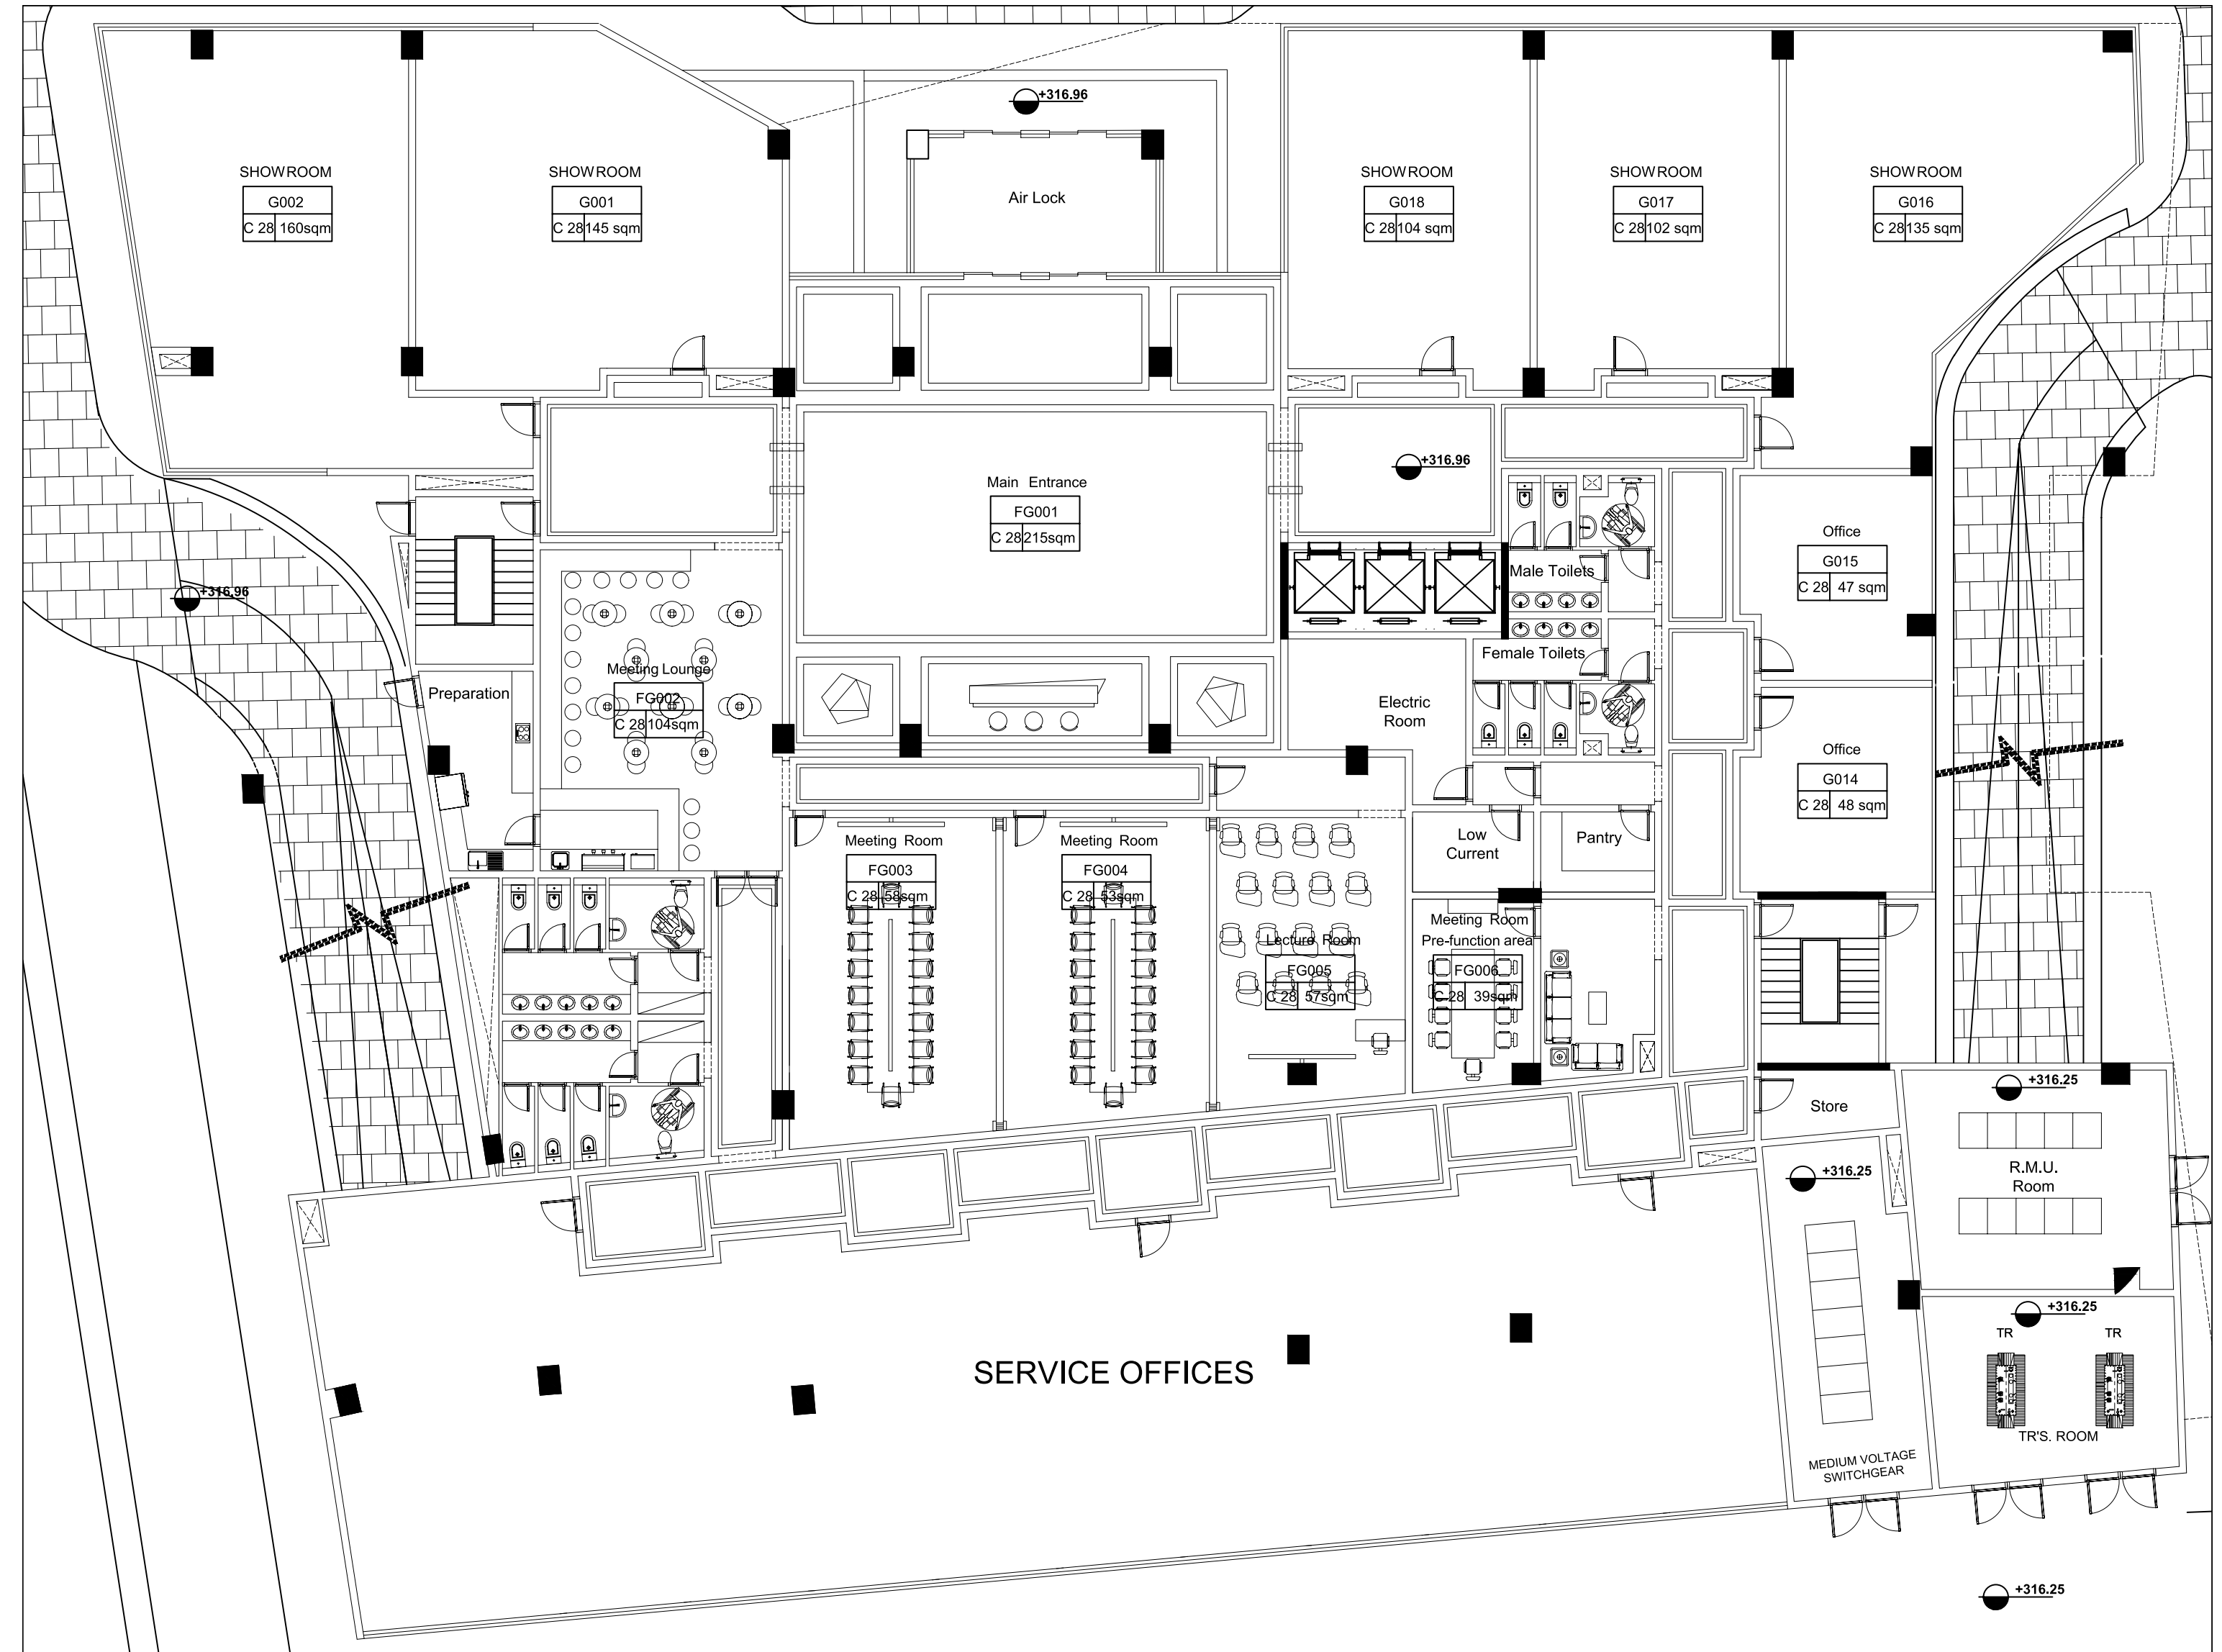 +316.96
SHOWROOM
G002
C 28 160sqm
SHOWROOM
G001
C 28 145 sqm
Air Lock
SHOWROOM
G018
C 28 104 sqm
SHOWROOM
G017
C 28 102 sqm
SHOWROOM
G016
C 28 135 sqm
+316.96
Main Entrance
FG001
C 28 215sqm
Office
G015
C 28 47 sqm
Male Toilets
+316.96
Female Toilets
Meeting Lounge
FG002
C 28 104sqm
Preparation
Electric
Room
Office
G014
C 28 48 sqm
Meeting Room
FG003
C 28 58sqm
Meeting Room
FG004
C 28 53sqm
Low
Current
Pantry
Lecture Room
FG005
C 28 57sqm
Meeting Room
Pre-function area
FG006
C 28 39sqm
+316.25
Store
+316.25
R.M.U.
Room
+316.25
TR
TR
SERVICE OFFICES
TR'S. ROOM
MEDIUM VOLTAGE
SWITCHGEAR
+316.25